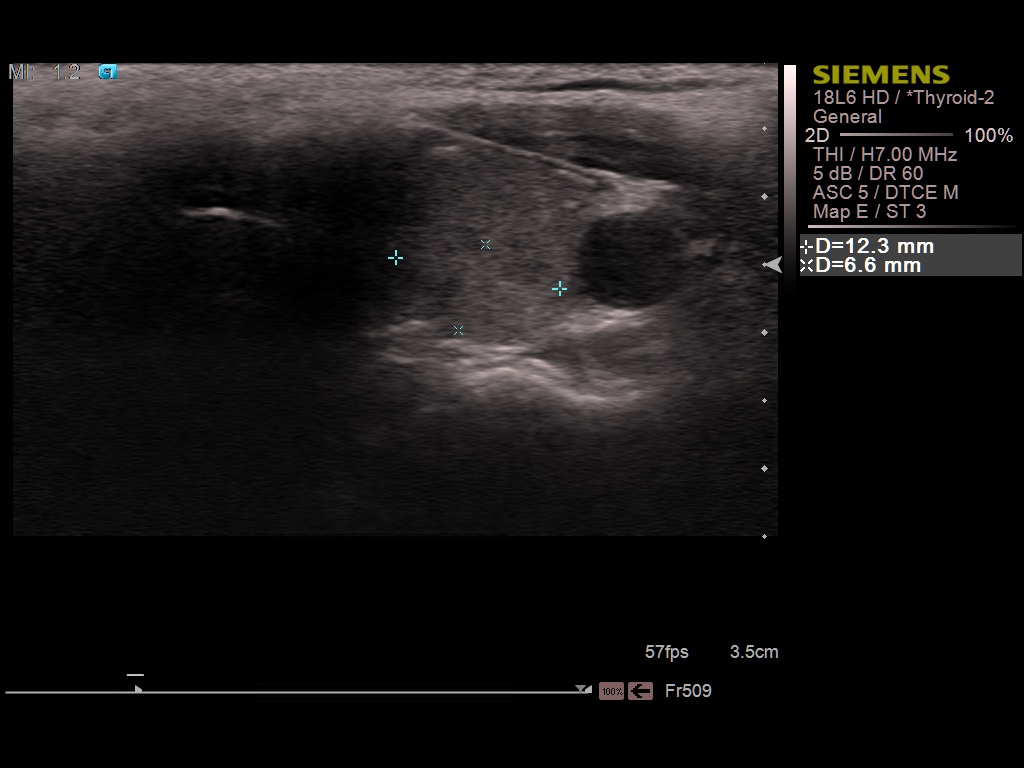 MI: 1.2
SIEMENS
18L6 HD / *Thyroid-2
General
2D 100%
THI / H7.00 MHz
5 dB / DR 60
ASC 5 / DTCE M
Map E / ST 3
D=12.3 mm
D=6.6 mm
57fps 3.5cm
100% Fr509